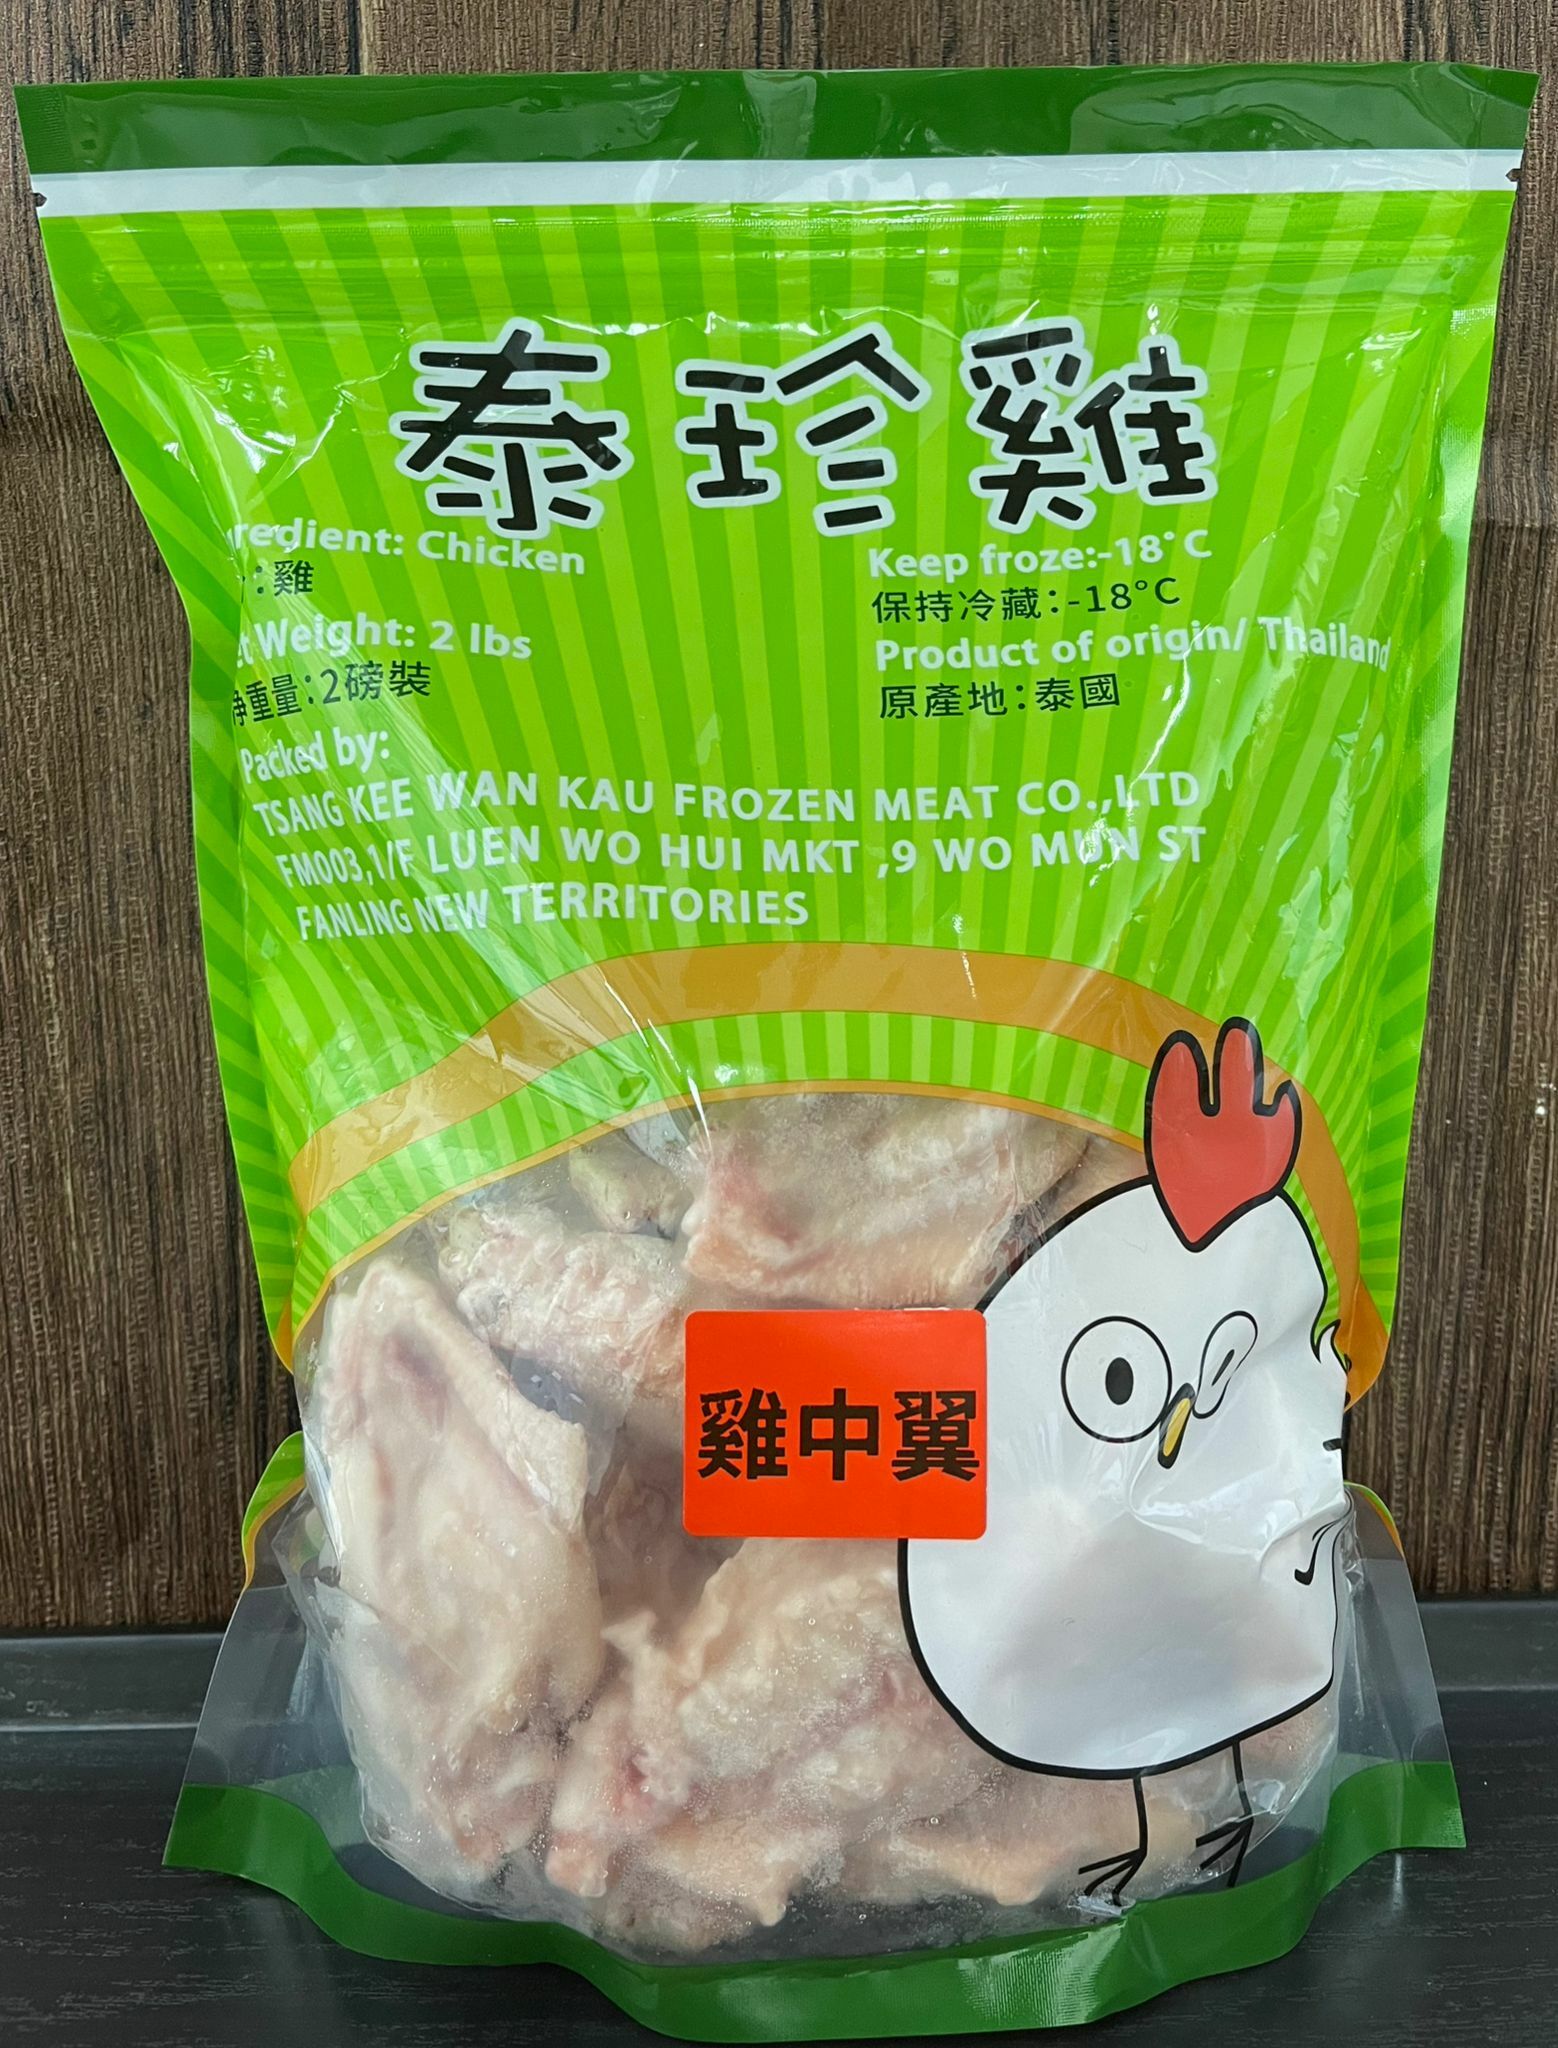 泰珍雞
redient: Chicken
：雞
t Weight: 2 lbs
淨重量：2磅裝
Keep froze:-18°C
保持冷藏：-18°C
Product of origin/ Thailand
原產地：泰國
Packed by:
TSANG KEE WAN KAU FROZEN MEAT CO.,LTD
FM003,1/F LUEN WO HUI MKT ,9 WO MUN ST
FANLING NEW TERRITORIES
雞中翼